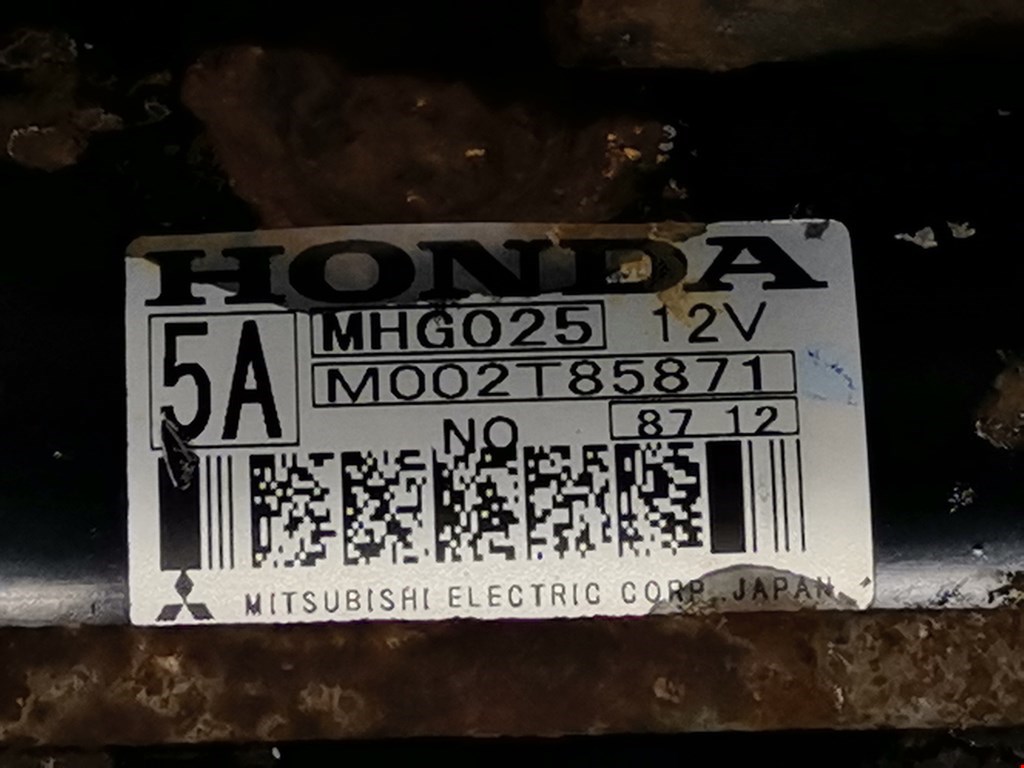 HONDA
5A
MHG025 12V
M002T85871
NO 87 12
MITSUBISHI ELECTRIC CORP. JAPAN